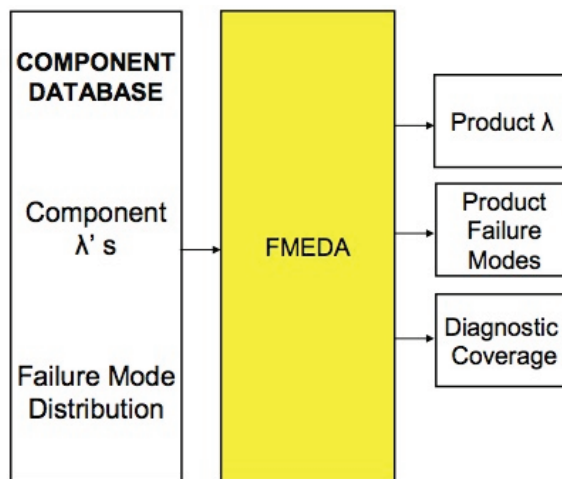 COMPONENT
DATABASE
Component
λ' s
Failure Mode
Distribution
FMEDA
Product λ
Product
Failure
Modes
Diagnostic
Coverage